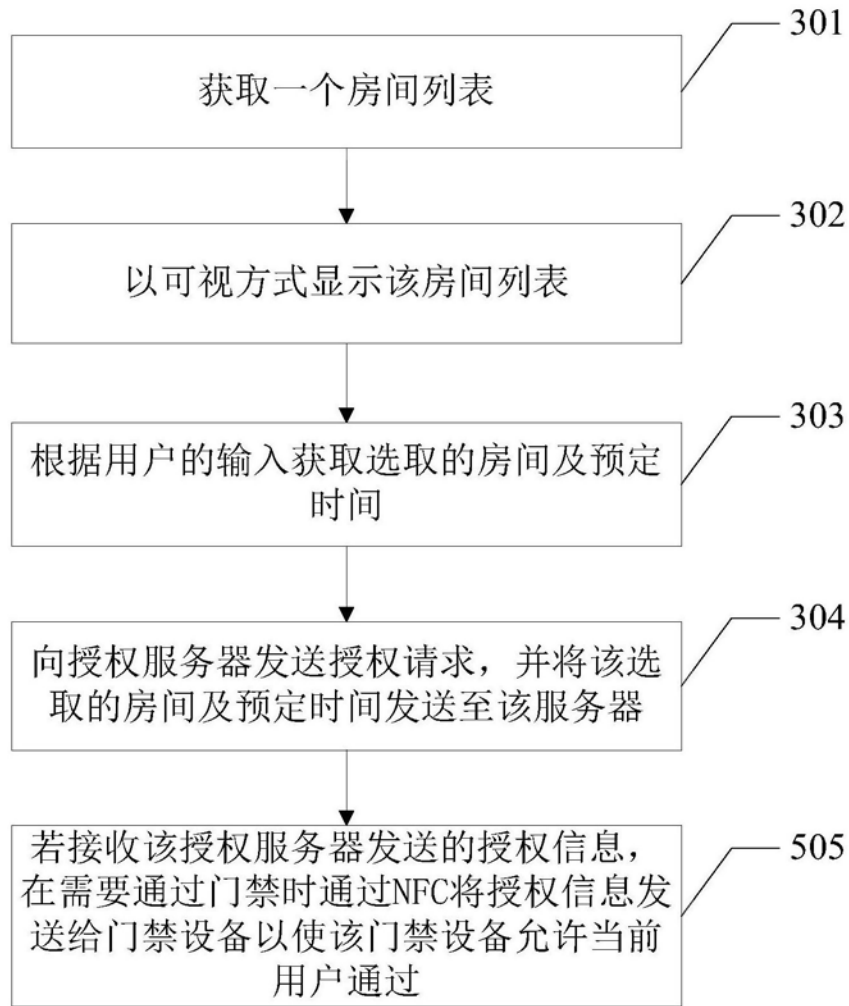 301
获取一个房间列表
302
以可视方式显示该房间列表
303
根据用户的输入获取选取的房间及预定
时间
304
向授权服务器发送授权请求，并将该选
取的房间及预定时间发送至该服务器
505
若接收该授权服务器发送的授权信息，
在需要通过门禁时通过NFC将授权信息发
送给门禁设备以使该门禁设备允许当前
用户通过